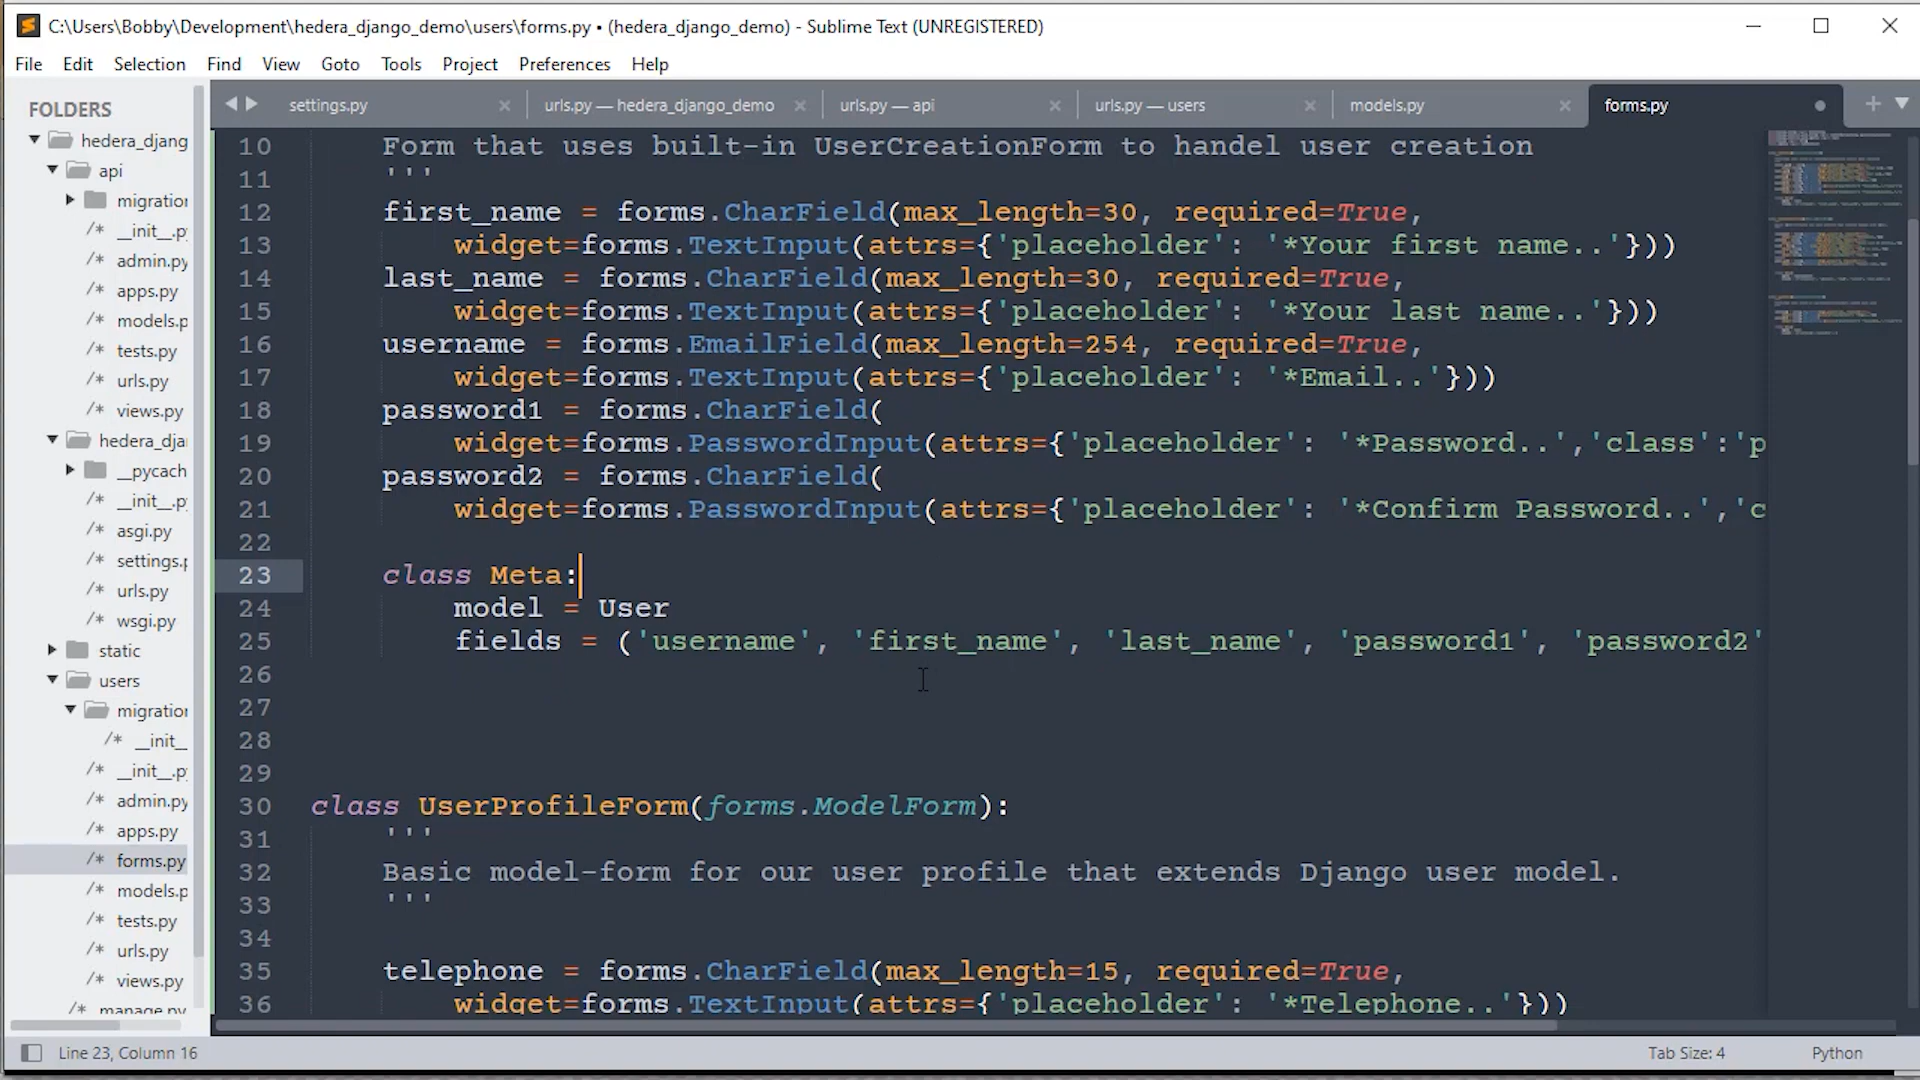 C:\Users\Bobby\Development\hedera_django_demo\users\forms.py • (hedera_django_demo) - Sublime Text (UNREGISTERED)
File Edit Selection Find View Goto Tools Project Preferences Help
FOLDERS
hedera_djang
api
migration
/* __init__.py
/* admin.py
/* apps.py
/* models.p
/* tests.py
/* urls.py
/* views.py
hedera_djar
__pycach
/* __init__.py
/* asgi.py
/* settings.p
/* urls.py
/* wsgi.py
static
users
migration
/* __init__
/* __init__.py
/* admin.py
/* apps.py
/* forms.py
/* models.p
/* tests.py
/* urls.py
/* views.py
/* manage.py
settings.py urls.py — hedera_django_demo urls.py — api urls.py — users models.py forms.py
10 Form that uses built-in UserCreationForm to handel user creation
11 '''
12 first_name = forms.CharField(max_length=30, required=True,
13 widget=forms.TextInput(attrs={'placeholder': '*Your first name..'}))
14 last_name = forms.CharField(max_length=30, required=True,
15 widget=forms.TextInput(attrs={'placeholder': '*Your last name..'}))
16 username = forms.EmailField(max_length=254, required=True,
17 widget=forms.TextInput(attrs={'placeholder': '*Email..'}))
18 password1 = forms.CharField(
19 widget=forms.PasswordInput(attrs={'placeholder': '*Password..','class':'p
20 password2 = forms.CharField(
21 widget=forms.PasswordInput(attrs={'placeholder': '*Confirm Password..','c
22
23 class Meta:
24 model = User
25 fields = ('username', 'first_name', 'last_name', 'password1', 'password2'
26
27
28
29
30 class UserProfileForm(forms.ModelForm):
31 '''
32 Basic model-form for our user profile that extends Django user model.
33 '''
34
35 telephone = forms.CharField(max_length=15, required=True,
36 widget=forms.TextInput(attrs={'placeholder': '*Telephone..'}))
Line 23, Column 16 Tab Size: 4 Python